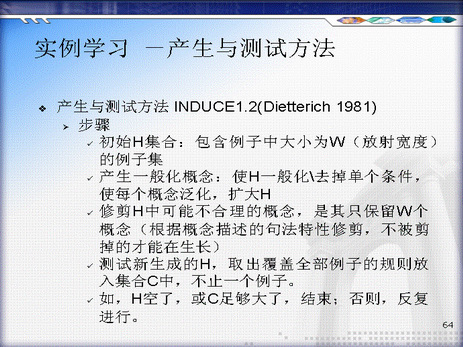 实例学习 －产生与测试方法
产生与测试方法 INDUCE1.2(Dietterich 1981)
步骤
初始H集合：包含例子中大小为W（放射宽度）
的例子集
产生一般化概念：使H一般化\去掉单个条件，
使每个概念泛化，扩大H
修剪H中可能不合理的概念，是其只保留W个
概念（根据概念描述的句法特性修剪，不被剪
掉的才能在生长）
测试新生成的H，取出覆盖全部例子的规则放
入集合C中，不止一个例子。
如，H空了，或C足够大了，结束；否则，反复
进行。
64